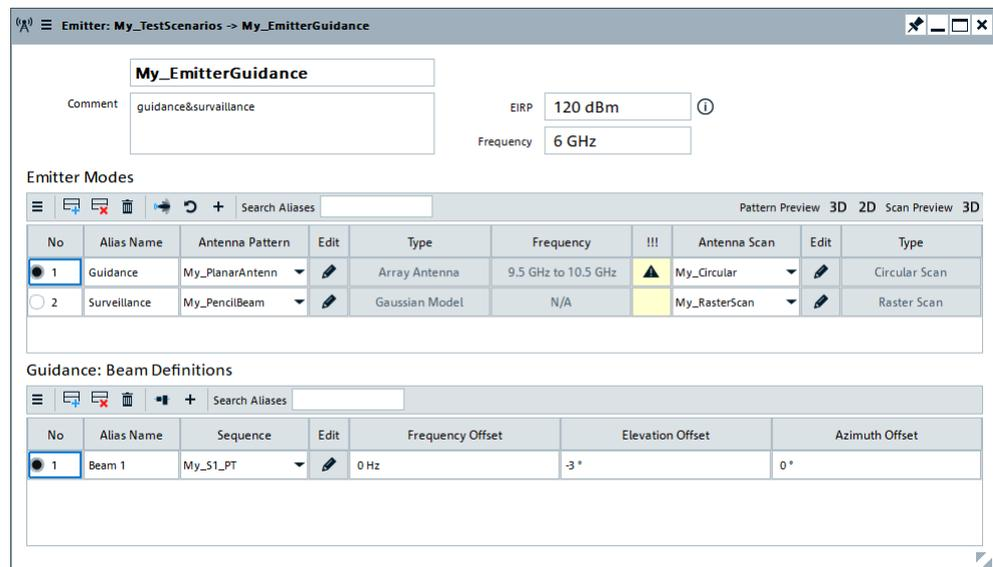 Emitter: My_TestScenarios -> My_EmitterGuidance
My_EmitterGuidance
Comment guidance&survaillance
EIRP 120 dBm
Frequency 6 GHz
Emitter Modes
Search Aliases Pattern Preview 3D 2D Scan Preview 3D
No Alias Name Antenna Pattern Edit Type Frequency !!! Antenna Scan Edit Type
1 Guidance My_PlanarAntenn Array Antenna 9.5 GHz to 10.5 GHz My_Circular Circular Scan
2 Surveillance My_PencilBeam Gaussian Model N/A My_RasterScan Raster Scan
Guidance: Beam Definitions
Search Aliases
No Alias Name Sequence Edit Frequency Offset Elevation Offset Azimuth Offset
1 Beam 1 My_S1_PT 0 Hz -3 ° 0 °